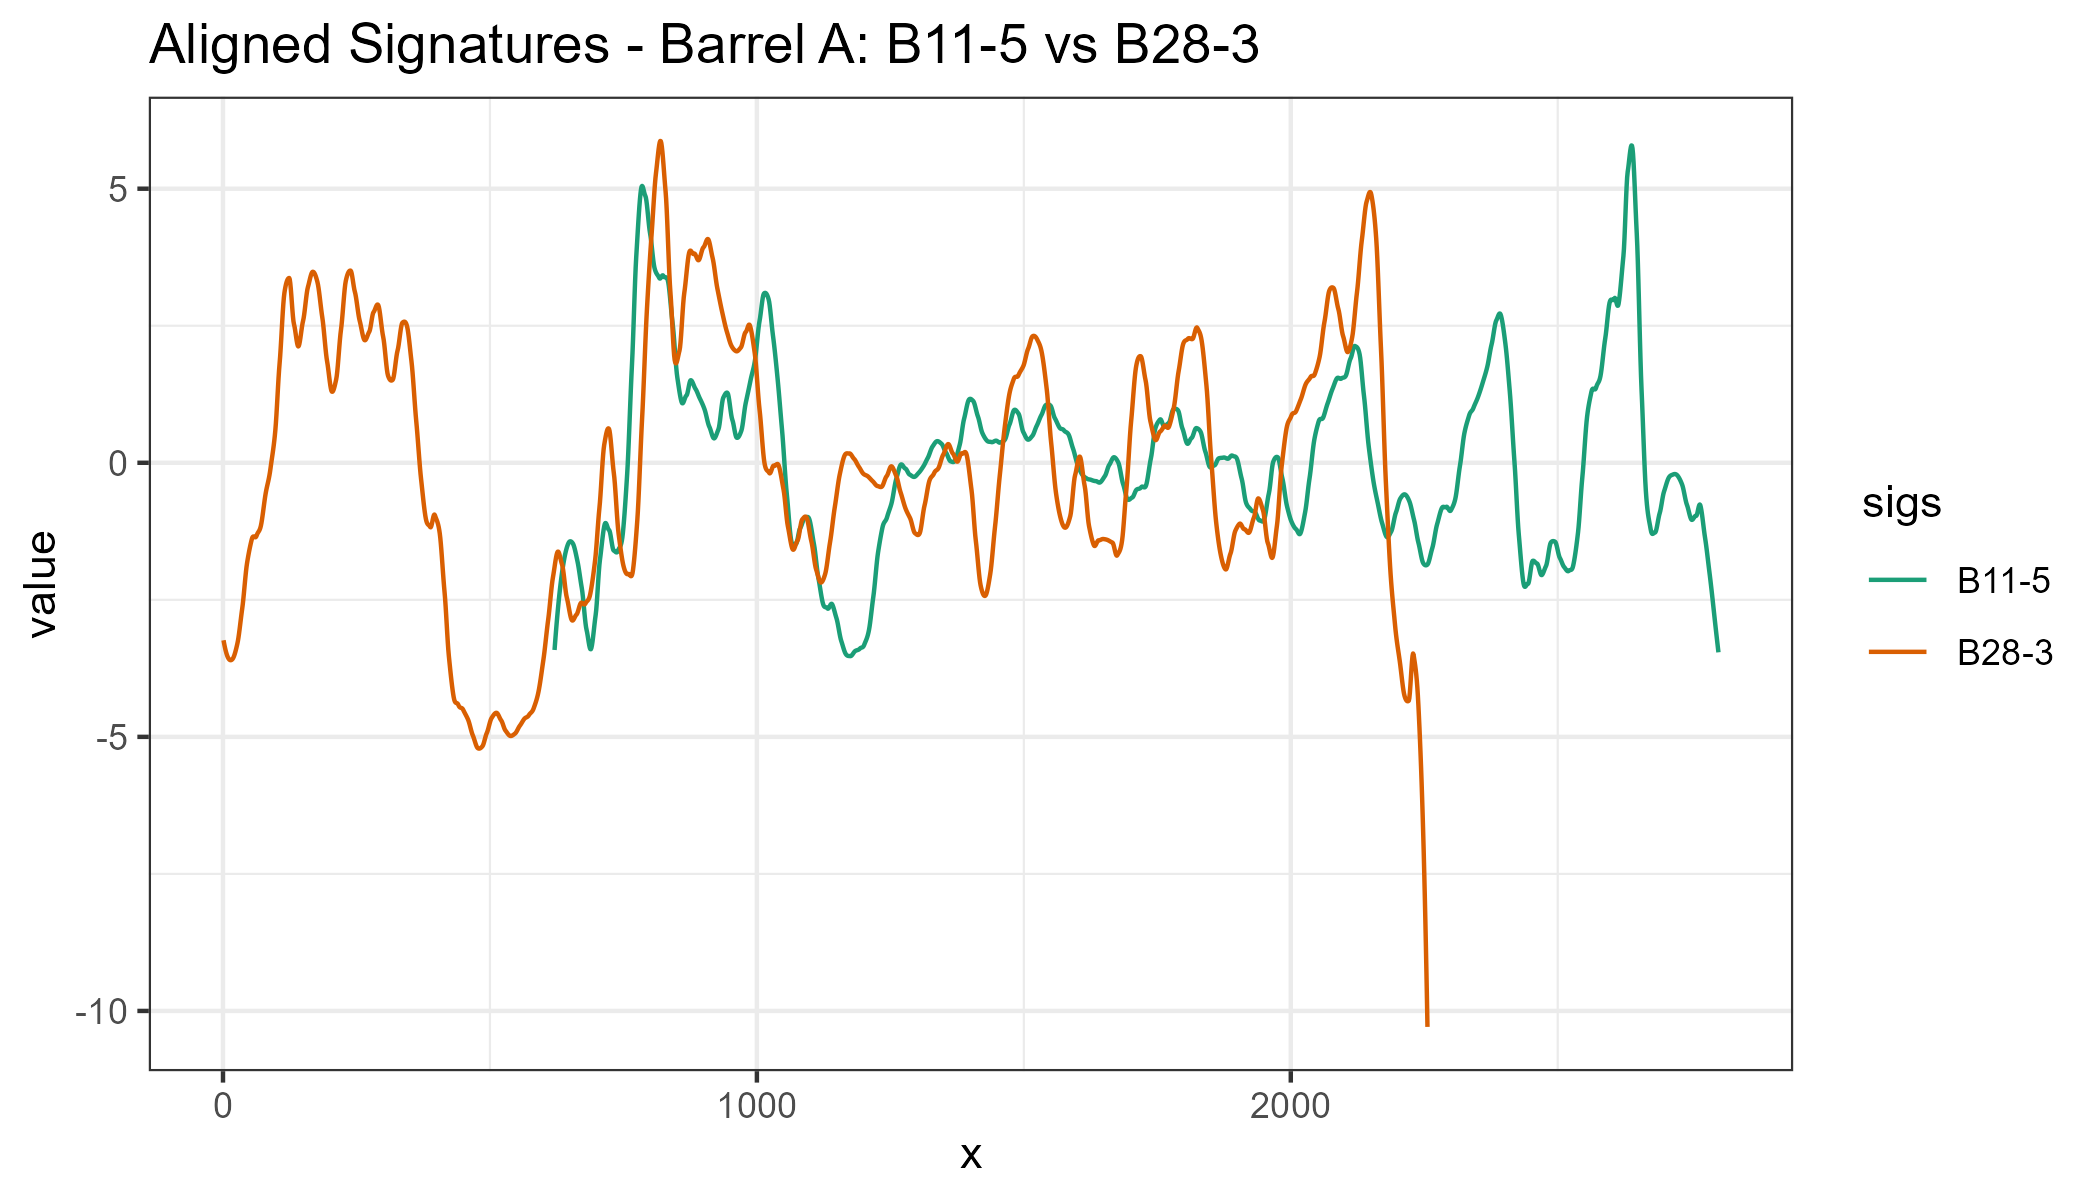 Aligned Signatures - Barrel A: B11-5 vs B28-3
value
5
0
-5
-10
0 1000 2000
x
sigs
B11-5
B28-3